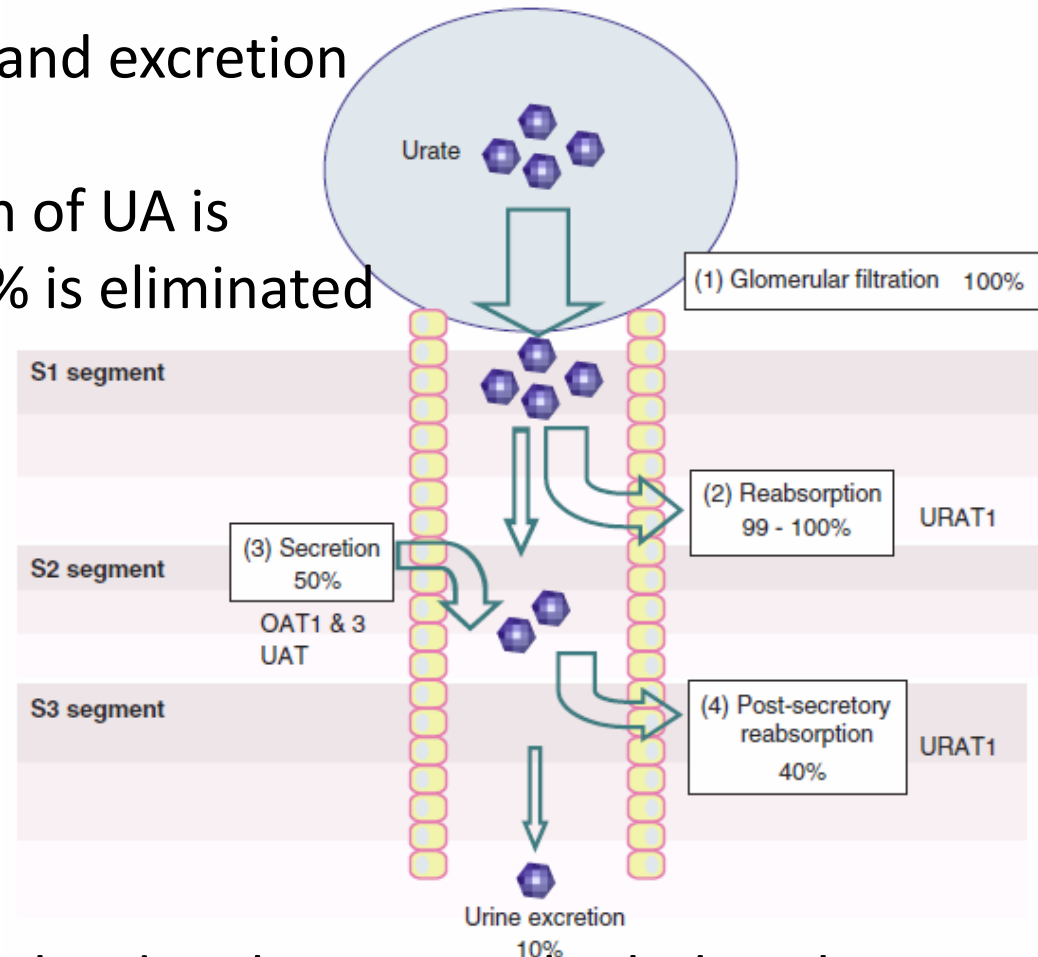 and excretion
Urate
of UA is
% is eliminated
(1) Glomerular filtration 100%
S1 segment
(2) Reabsorption
99 - 100%
URAT1
(3) Secretion
50%
S2 segment
OAT1 & 3
UAT
S3 segment
(4) Post-secretory
reabsorption
40%
URAT1
Urine excretion
10%